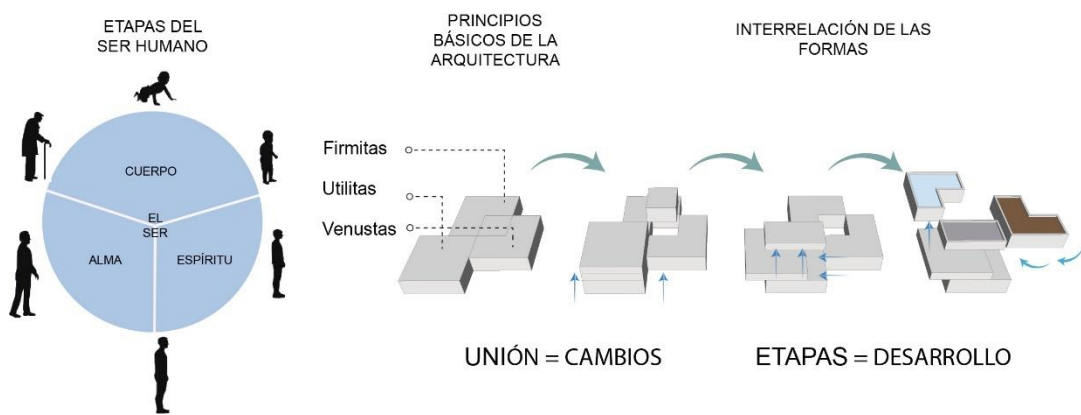 ETAPAS DEL
SER HUMANO
CUERPO
EL
SER
ALMA
ESPÍRITU
PRINCIPIOS
BÁSICOS DE LA
ARQUITECTURA
Firmitas
Utilitas
Venustas
INTERRELACIÓN DE LAS
FORMAS
UNIÓN = CAMBIOS
ETAPAS = DESARROLLO